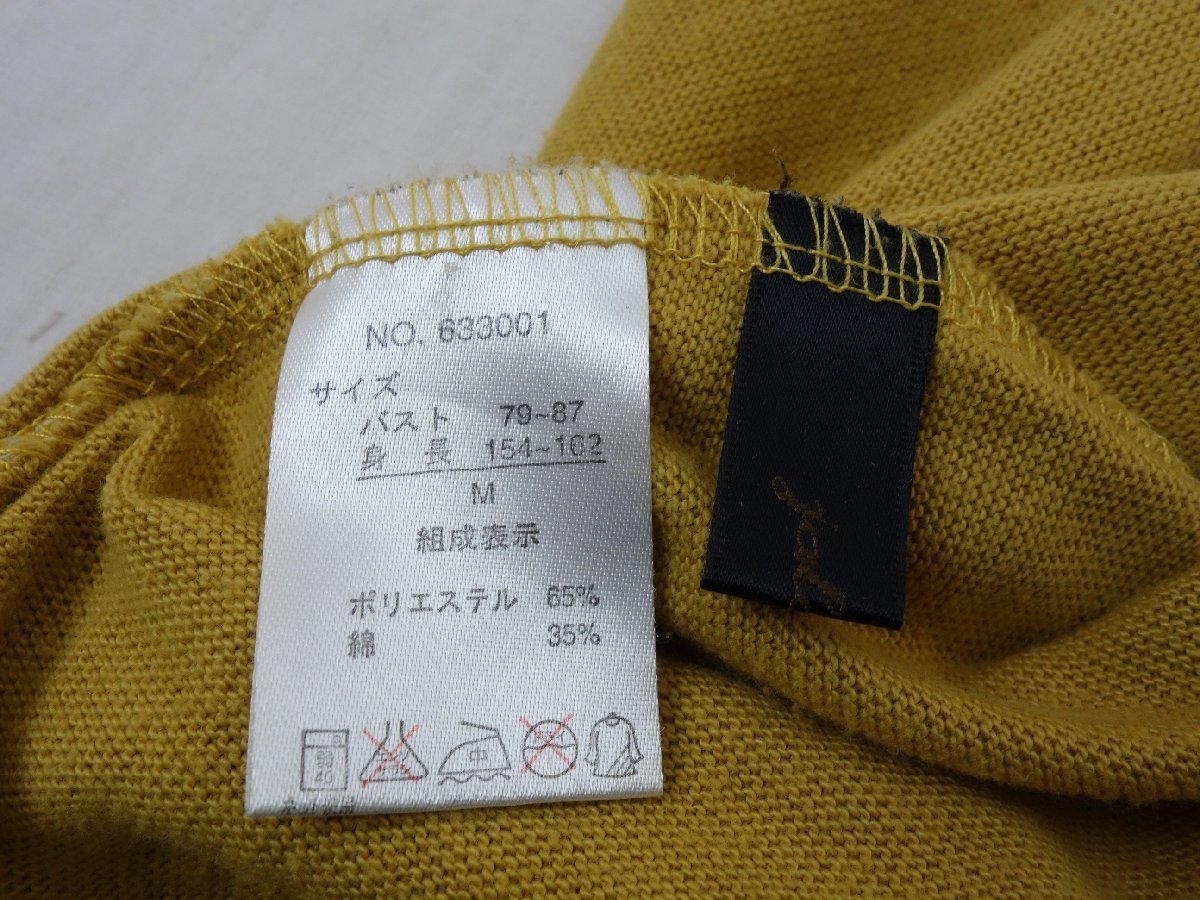 NO. 633001
サイズ
バスト 79~87
身長 154~162
M
組成表示
ポリエステル 65%
綿 35%
中